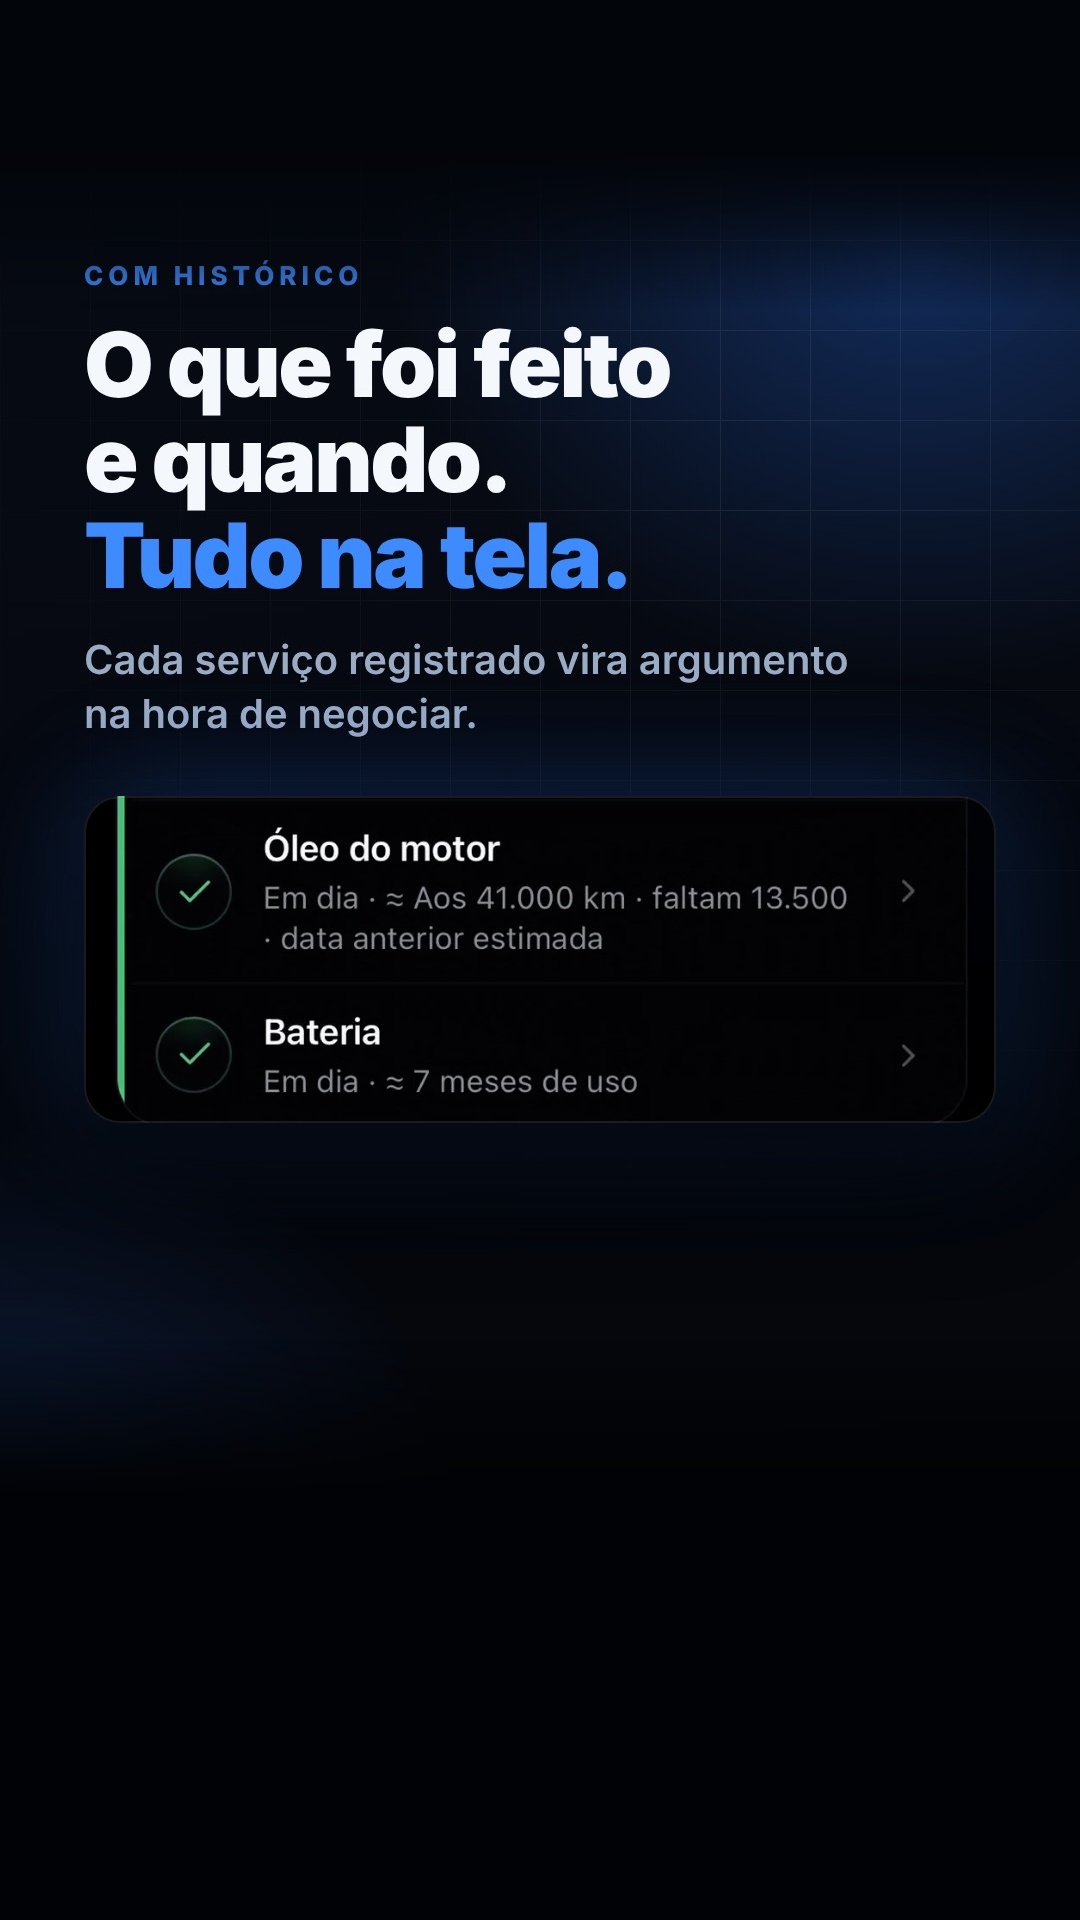 COM HISTÓRICO
O que foi feito
e quando.
Tudo na tela.
Cada serviço registrado vira argumento
na hora de negociar.
Óleo do motor
Em dia · ≈ Aos 41.000 km · faltam 13.500
· data anterior estimada
Bateria
Em dia · ≈ 7 meses de uso